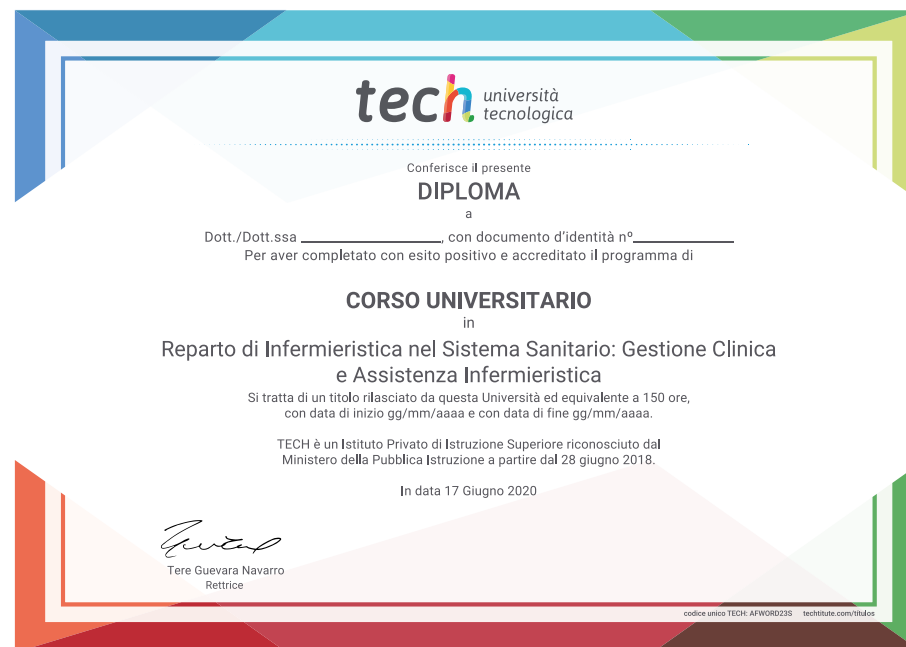 tech università
tecnologica
Conferisce il presente
DIPLOMA
a
Dott./Dott.ssa ____________________, con documento d'identità nº______________
Per aver completato con esito positivo e accreditato il programma di
CORSO UNIVERSITARIO
in
Reparto di Infermieristica nel Sistema Sanitario: Gestione Clinica
e Assistenza Infermieristica
Si tratta di un titolo rilasciato da questa Università ed equivalente a 150 ore,
con data di inizio gg/mm/aaaa e con data di fine gg/mm/aaaa.
TECH è un Istituto Privato di Istruzione Superiore riconosciuto dal
Ministero della Pubblica Istruzione a partire dal 28 giugno 2018.
In data 17 Giugno 2020
Tere Guevara Navarro
Rettrice
codice unico TECH: AFWORD23S techtitute.com/titulos